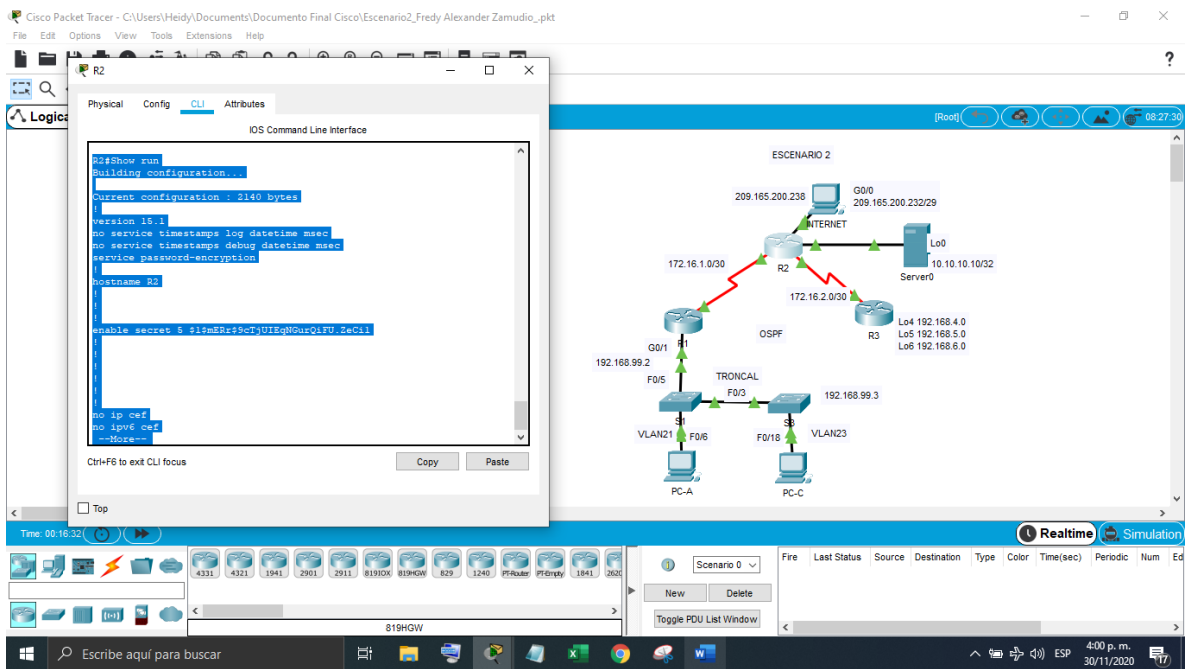 Cisco Packet Tracer - C:\Users\Heidy\Documents\Documento Final Cisco\Escenario2_Fredy Alexander Zamudio_.pkt
File Edit Options View Tools Extensions Help
?
R2
Physical Config CLI Attributes
IOS Command Line Interface
R2#Show run
Building configuration...
Current configuration : 2140 bytes
!
version 15.1
no service timestamps log datetime msec
no service timestamps debug datetime msec
service password-encryption
!
hostname R2
!
!
!
enable secret 5 $1$mERr$9cTjUIEqNGurQiFU.ZeCi1
!
!
!
!
!
!
no ip cef
no ipv6 cef
--More--
Ctrl+F6 to exit CLI focus
Copy Paste
Top
Logica
[Root]
08:27:30
ESCENARIO 2
209.165.200.238
G0/0
209.165.200.232/29
INTERNET
172.16.1.0/30
R2
Lo0
10.10.10.10/32
Server0
172.16.2.0/30
R1
OSPF
R3
Lo4 192.168.4.0
Lo5 192.168.5.0
Lo6 192.168.6.0
G0/1
192.168.99.2
F0/5
TRONCAL
F0/3
192.168.99.3
S1
S3
VLAN21
F0/6
F0/18
VLAN23
PC-A
PC-C
Time: 00:16:32
Realtime
Simulation
4331 4321 1941 2901 2911 819IOX 819HGW 829 1240 PT-Router PT-Empty 1841 2620
819HGW
Scenario 0
New Delete
Toggle PDU List Window
Fire Last Status Source Destination Type Color Time(sec) Periodic Num Ed
Escribe aquí para buscar
ESP
4:00 p. m.
30/11/2020
17